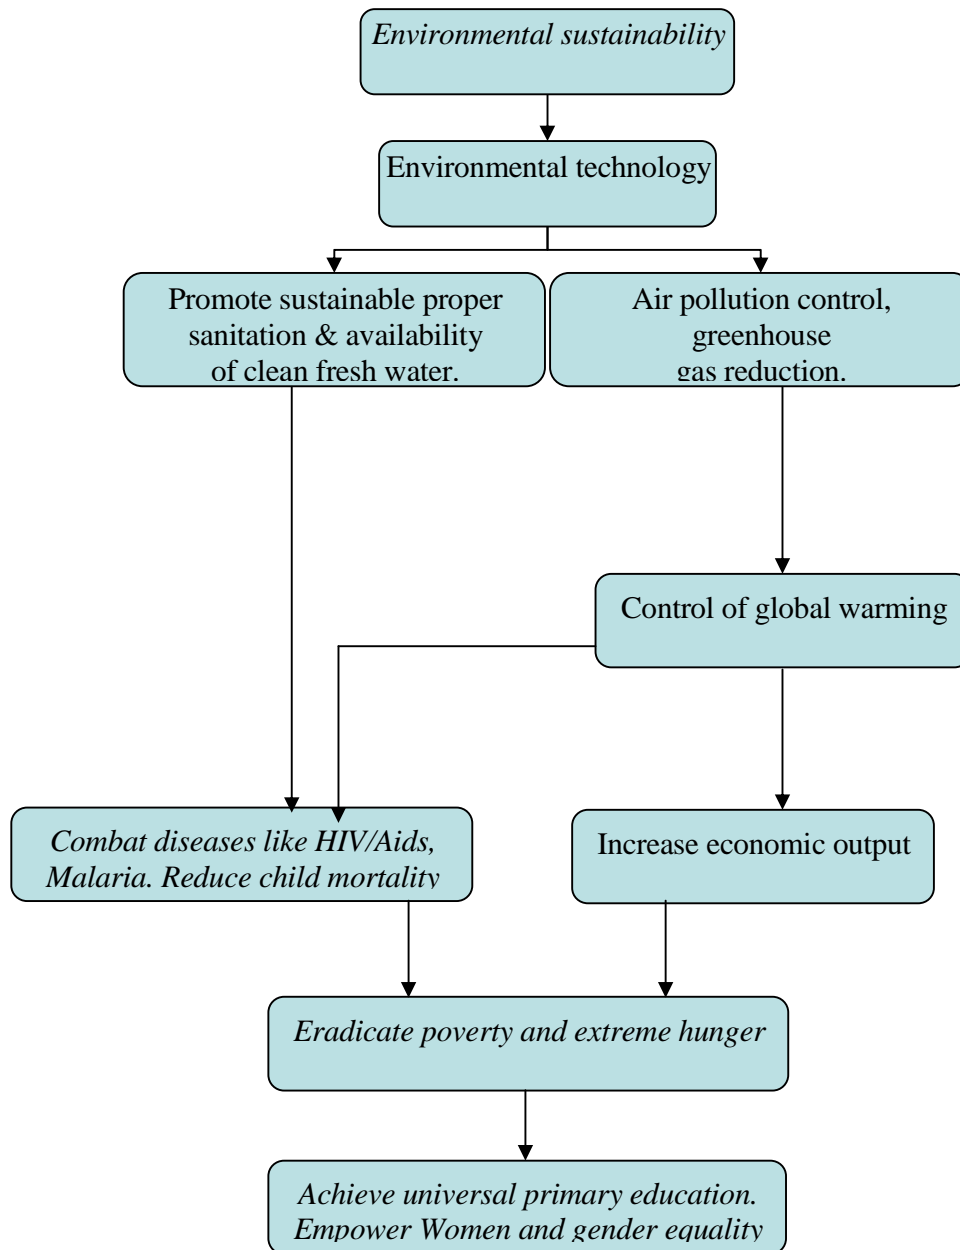 Environmental sustainability
Environmental technology
Promote sustainable proper
sanitation & availability
of clean fresh water.
Air pollution control,
greenhouse
gas reduction.
Control of global warming
Combat diseases like HIV/Aids,
Malaria. Reduce child mortality
Increase economic output
Eradicate poverty and extreme hunger
Achieve universal primary education.
Empower Women and gender equality